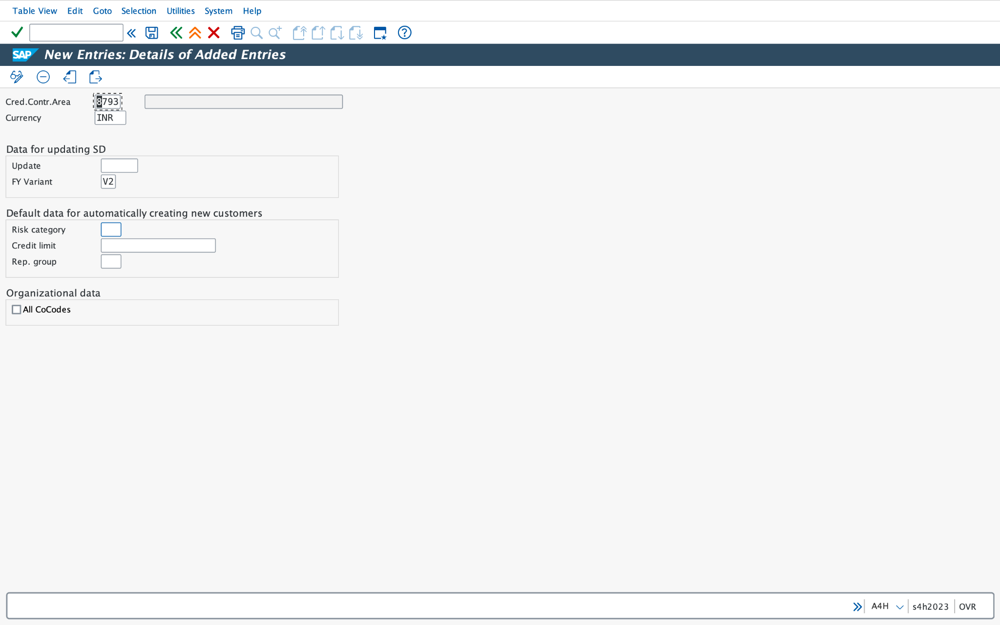 Table View Edit Goto Selection Utilities System Help
SAP New Entries: Details of Added Entries
Cred.Contr.Area 8793
Currency INR
Data for updating SD
Update
FY Variant V2
Default data for automatically creating new customers
Risk category
Credit limit
Rep. group
Organizational data
All CoCodes
A4H s4h2023 OVR